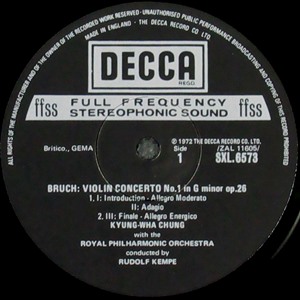 ALL RIGHTS OF THE MANUFACTURER AND OF THE OWNER OF THE RECORDED WORK RESERVED · UNAUTHORISED PUBLIC PERFORMANCE BROADCASTING AND COPYING OF THIS RECORD PROHIBITED
MADE IN ENGLAND · THE DECCA RECORD CO. LTD.
DECCA
REGD
ffss
FULL FREQUENCY
STEREOPHONIC SOUND
ffss
℗ 1972 THE DECCA RECORD CO. LTD.
Britico., GEMA
Side
1
(ZAL 11605)
SXL.6573
BRUCH: VIOLIN CONCERTO No.1 in G minor op.26
1. I: Introduction - Allegro Moderato
II: Adagio
2. III: Finale - Allegro Energico
KYUNG-WHA CHUNG
with the
ROYAL PHILHARMONIC ORCHESTRA
conducted by
RUDOLF KEMPE